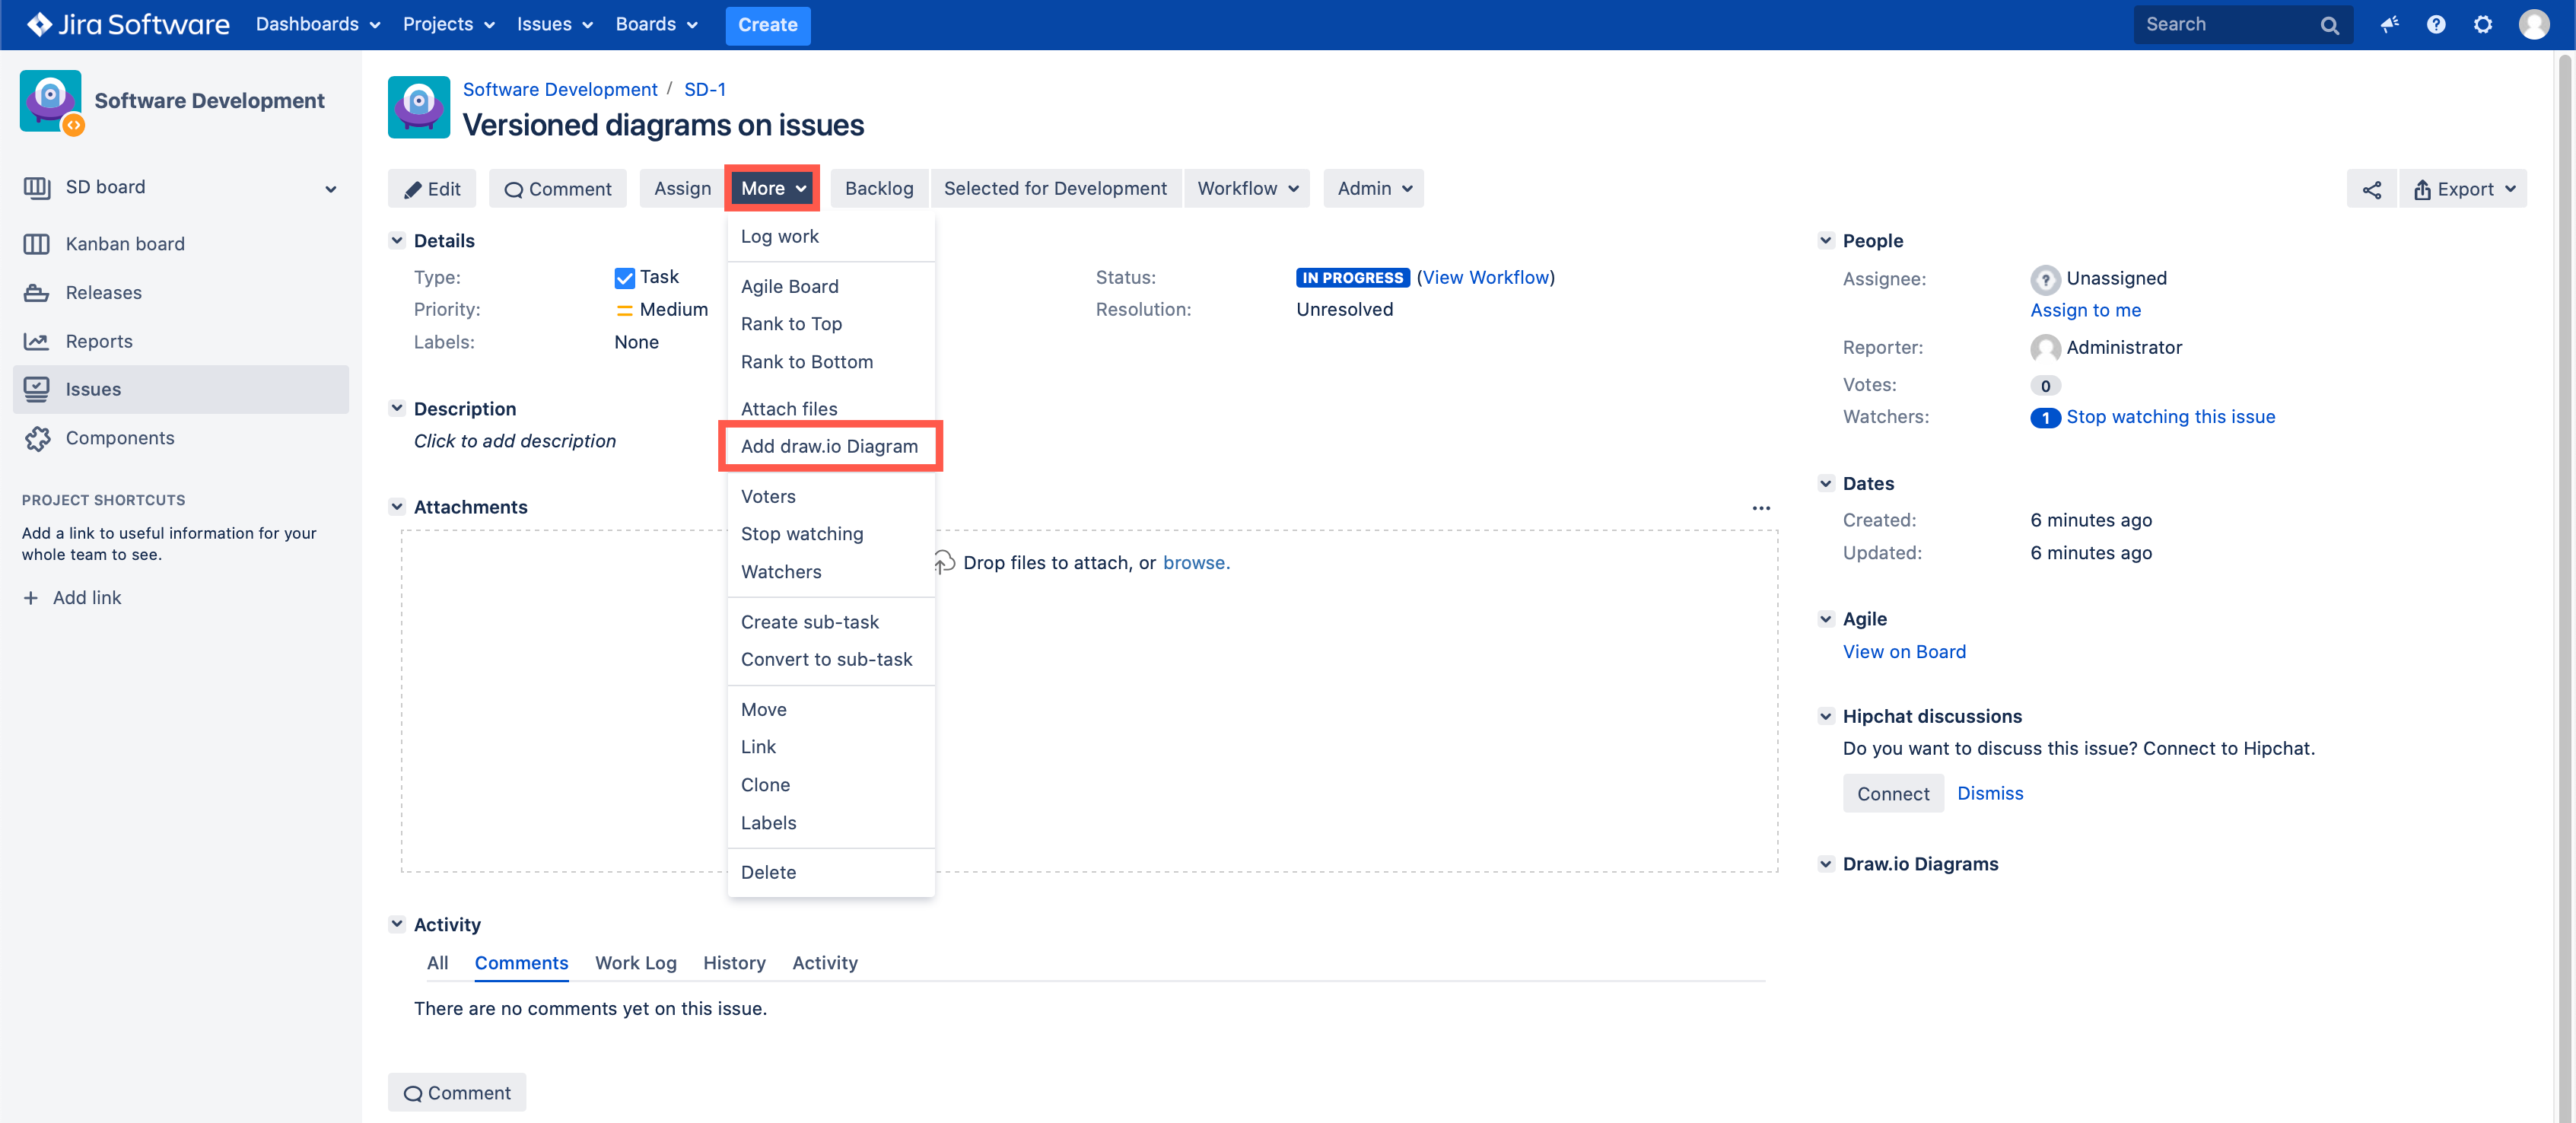 Jira Software Dashboards Projects Issues Boards Create Search
Software Development
SD board
Kanban board
Releases
Reports
Issues
Components
PROJECT SHORTCUTS
Add a link to useful information for your
whole team to see.
+ Add link
Software Development / SD-1
Versioned diagrams on issues
Edit Comment Assign More Backlog Selected for Development Workflow Admin Export
Log work
Agile Board
Rank to Top
Rank to Bottom
Attach files
Add draw.io Diagram
Voters
Stop watching
Watchers
Create sub-task
Convert to sub-task
Move
Link
Clone
Labels
Delete
Details
Type: Task
Priority: Medium
Labels: None
Status: IN PROGRESS (View Workflow)
Resolution: Unresolved
Description
Click to add description
Attachments
Drop files to attach, or browse.
Activity
All Comments Work Log History Activity
There are no comments yet on this issue.
Comment
People
Assignee: Unassigned
Assign to me
Reporter: Administrator
Votes: 0
Watchers: 1 Stop watching this issue
Dates
Created: 6 minutes ago
Updated: 6 minutes ago
Agile
View on Board
Hipchat discussions
Do you want to discuss this issue? Connect to Hipchat.
Connect Dismiss
Draw.io Diagrams